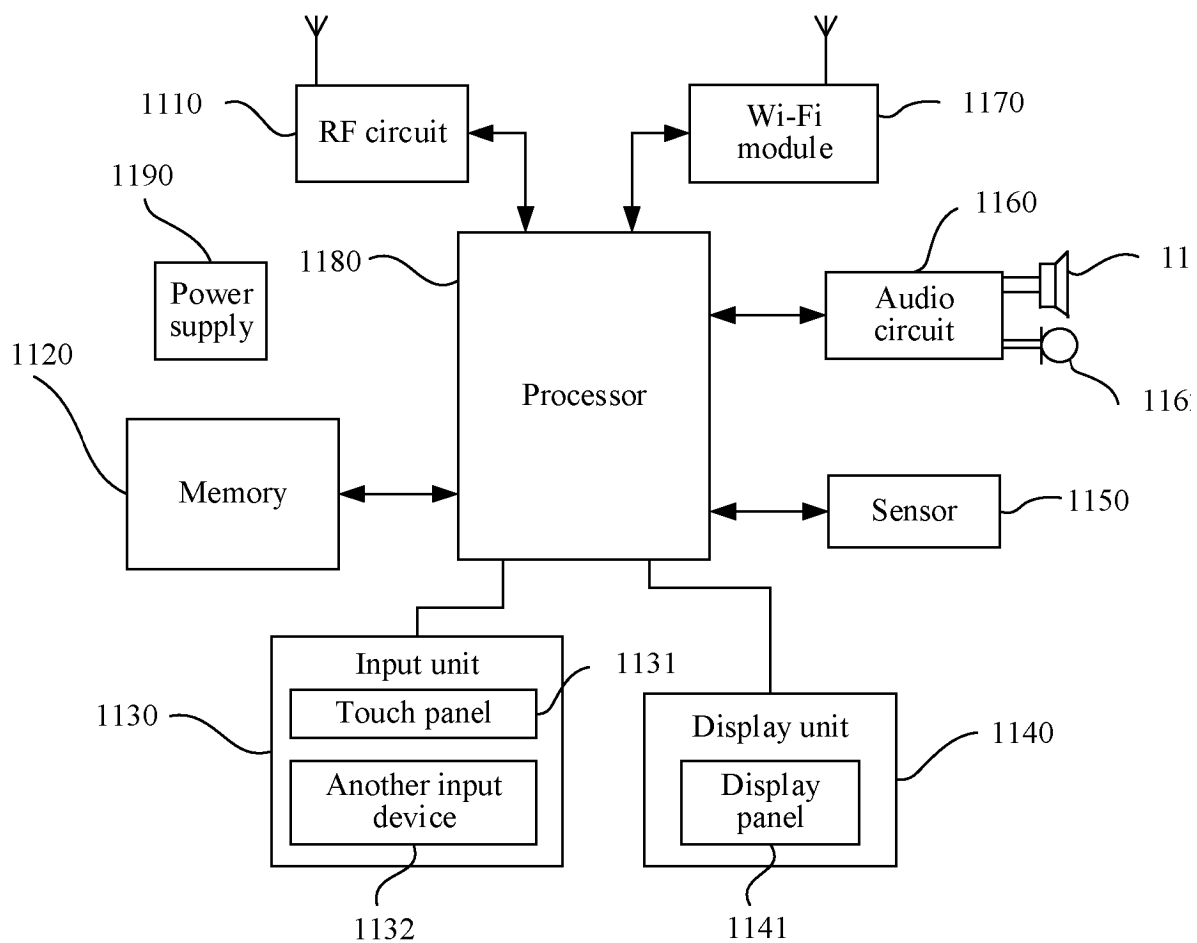 1110
RF circuit
Wi-Fi
module
1170
1190
Power
supply
1180
1160
Audio
circuit
11
1120
Processor
Memory
Sensor
1150
Input unit
1131
Touch panel
1130
Another input
device
1132
Display unit
1140
Display
panel
1141